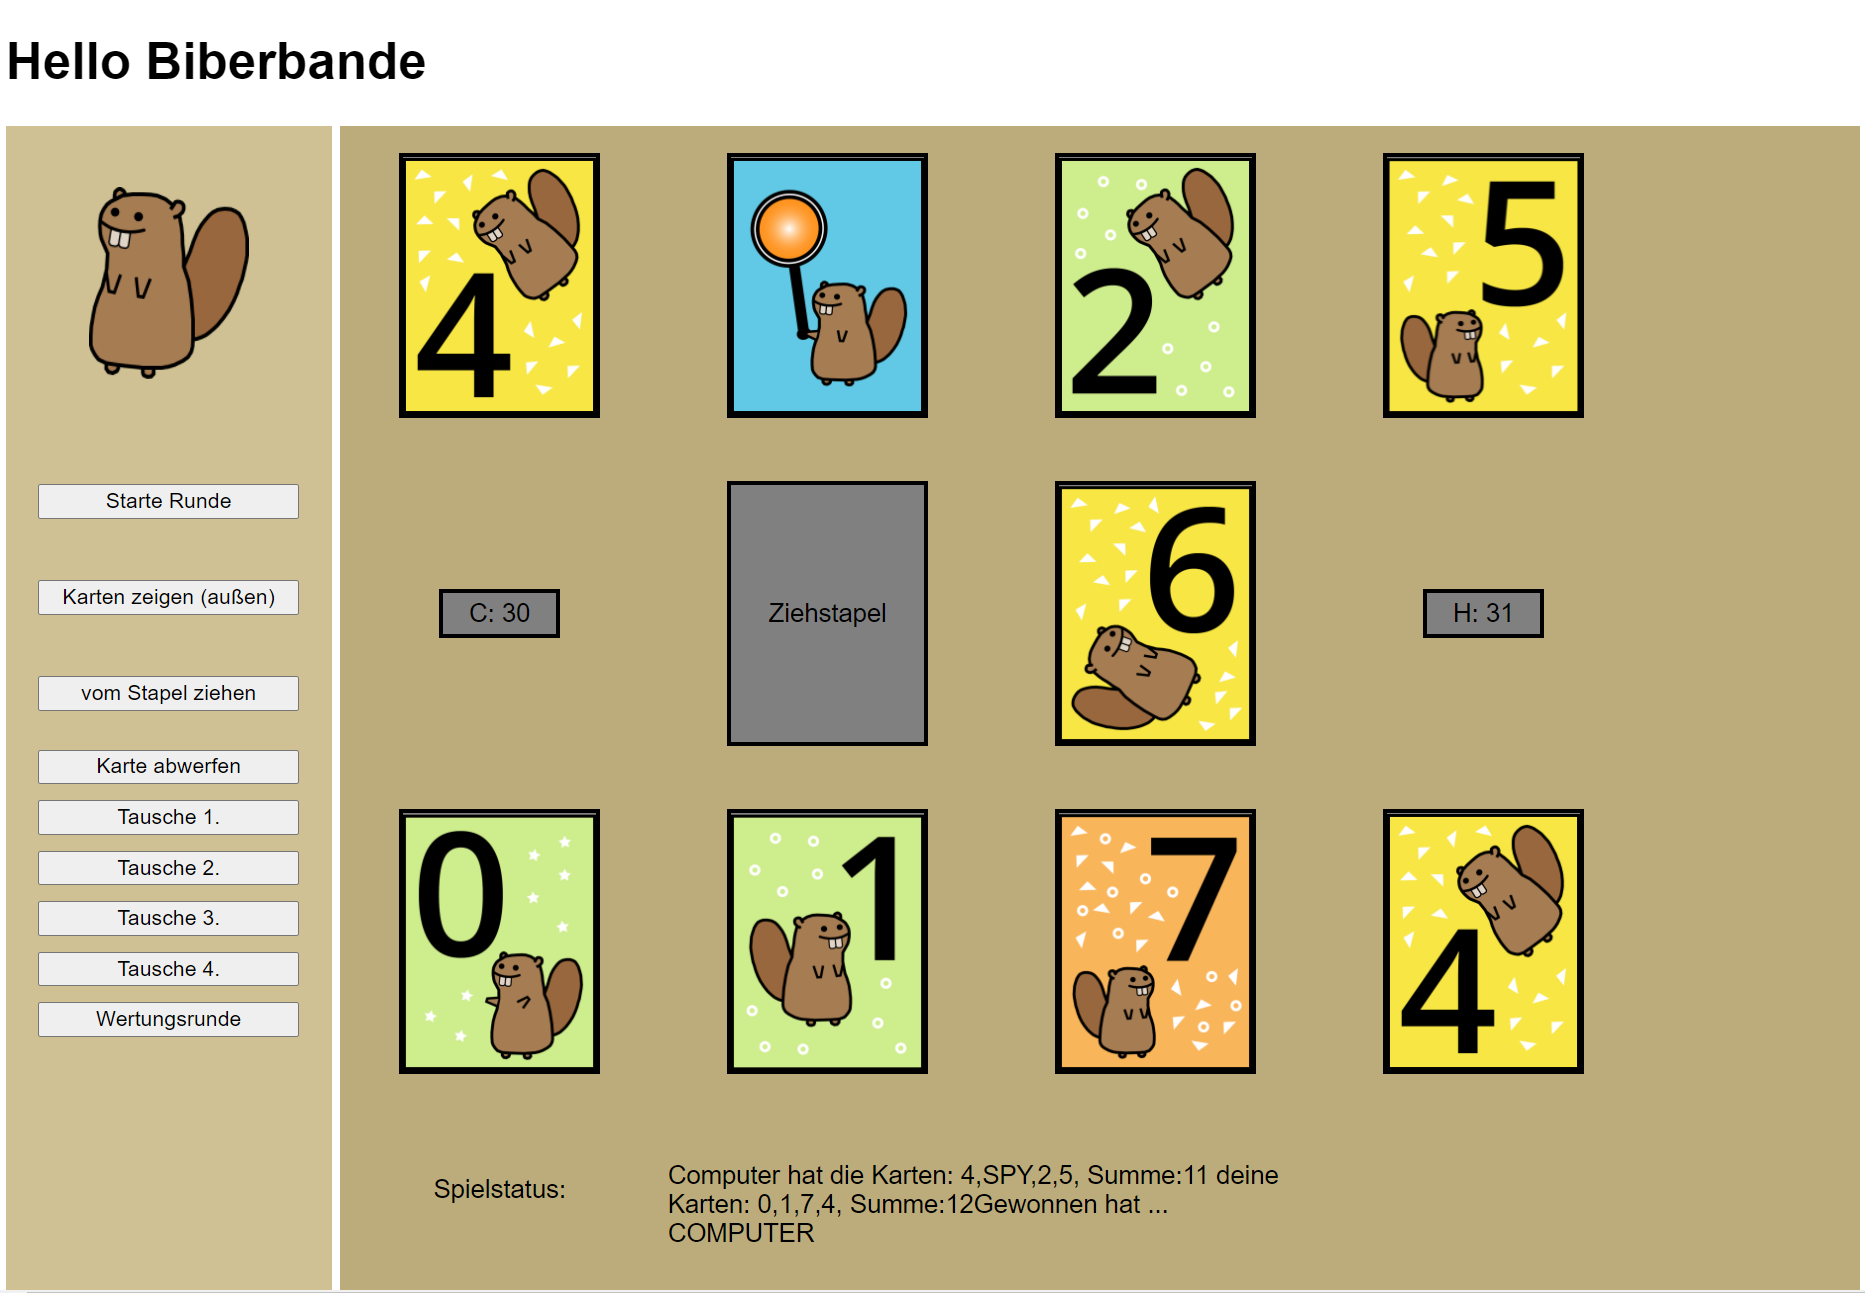 Hello Biberbande
4
2
5
Starte Runde
Karten zeigen (außen)
vom Stapel ziehen
Karte abwerfen
Tausche 1.
Tausche 2.
Tausche 3.
Tausche 4.
Wertungsrunde
C: 30
Ziehstapel
6
H: 31
0
1
7
4
Spielstatus:
Computer hat die Karten: 4,SPY,2,5, Summe:11 deine
Karten: 0,1,7,4, Summe:12Gewonnen hat ...
COMPUTER